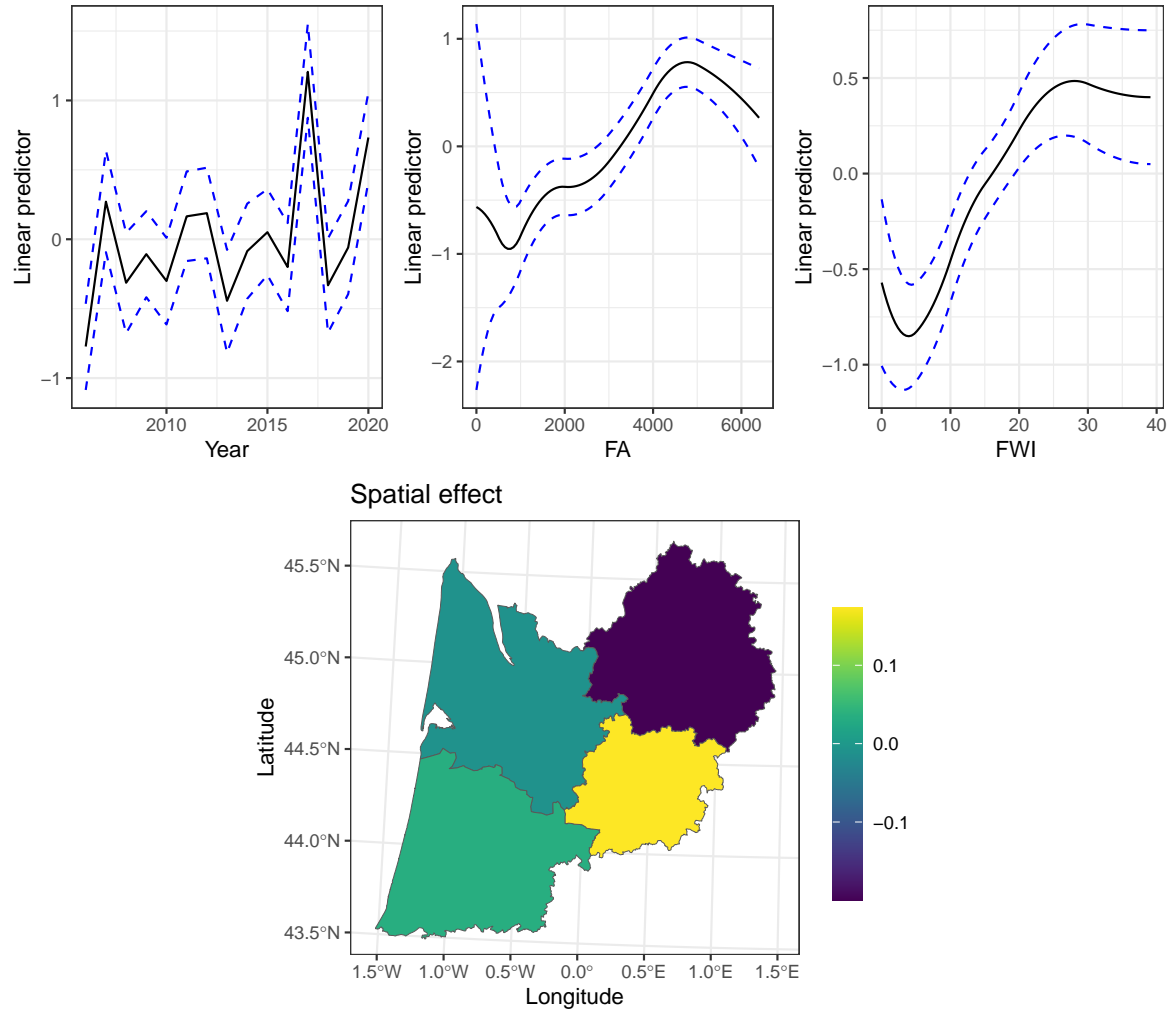 1
0
−1
Linear predictor
2010
2015
2020
Year
1
0
−1
−2
Linear predictor
0
2000
4000
6000
FA
0.5
0.0
−0.5
−1.0
Linear predictor
0
10
20
30
40
FWI
Spatial effect
45.5°N
45.0°N
44.5°N
44.0°N
43.5°N
Latitude
1.5°W
1.0°W
0.5°W
0.0°
0.5°E
1.0°E
1.5°E
Longitude
0.1
0.0
−0.1